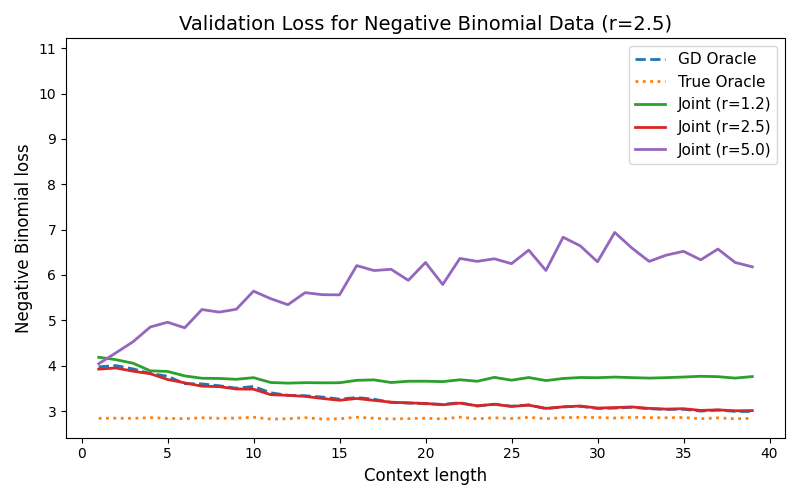 Validation Loss for Negative Binomial Data (r=2.5)
Negative Binomial loss
11
10
9
8
7
6
5
4
3
GD Oracle
True Oracle
Joint (r=1.2)
Joint (r=2.5)
Joint (r=5.0)
0 5 10 15 20 25 30 35 40
Context length